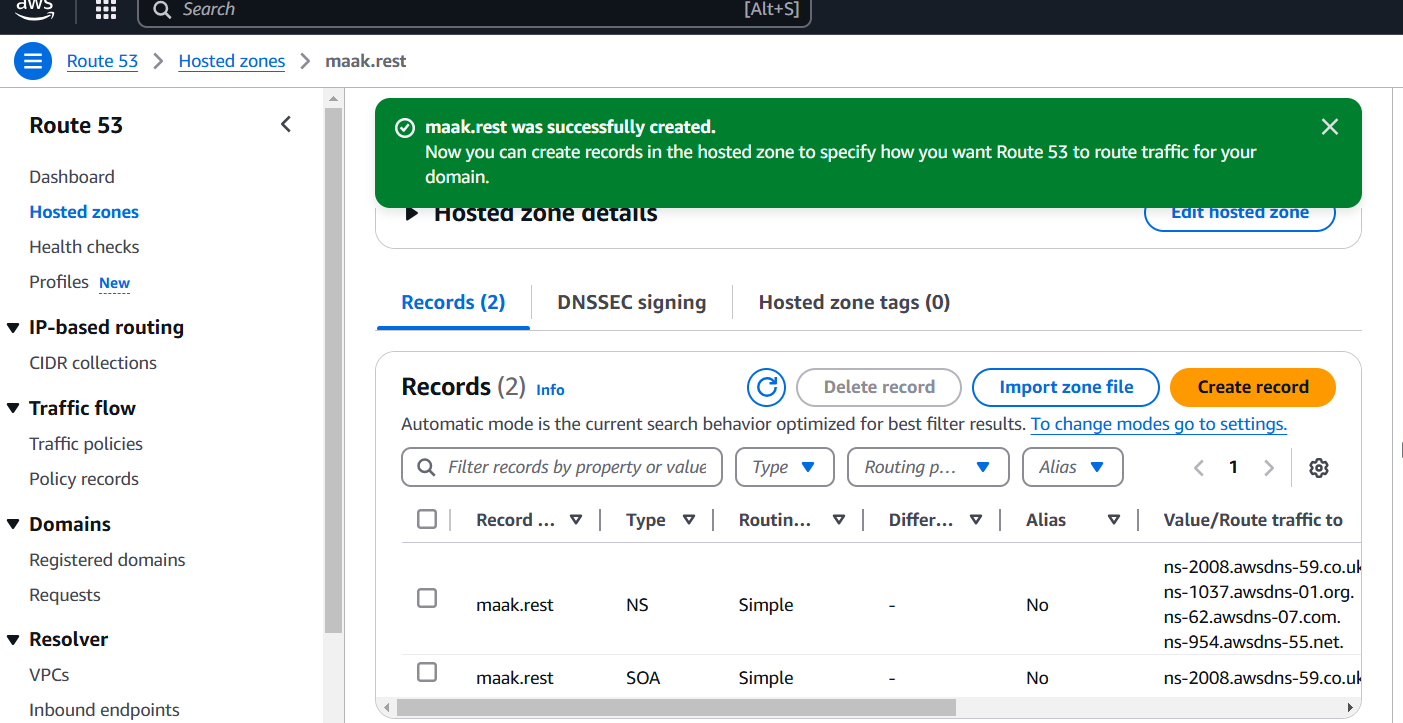 aws
Search
[Alt+S]
Route 53
Hosted zones
maak.rest
Route 53
Dashboard
Hosted zones
Health checks
Profiles New
IP-based routing
CIDR collections
Traffic flow
Traffic policies
Policy records
Domains
Registered domains
Requests
Resolver
VPCs
Inbound endpoints
maak.rest was successfully created.
Now you can create records in the hosted zone to specify how you want Route 53 to route traffic for your
domain.
Hosted zone details
Edit hosted zone
Records (2)
DNSSEC signing
Hosted zone tags (0)
Records (2) Info
Delete record
Import zone file
Create record
Automatic mode is the current search behavior optimized for best filter results. To change modes go to settings.
Filter records by property or value
Type
Routing p...
Alias
1
Record ...
Type
Routin...
Differ...
Alias
Value/Route traffic to
maak.rest
NS
Simple
-
No
ns-2008.awsdns-59.co.uk
ns-1037.awsdns-01.org.
ns-62.awsdns-07.com.
ns-954.awsdns-55.net.
maak.rest
SOA
Simple
-
No
ns-2008.awsdns-59.co.uk